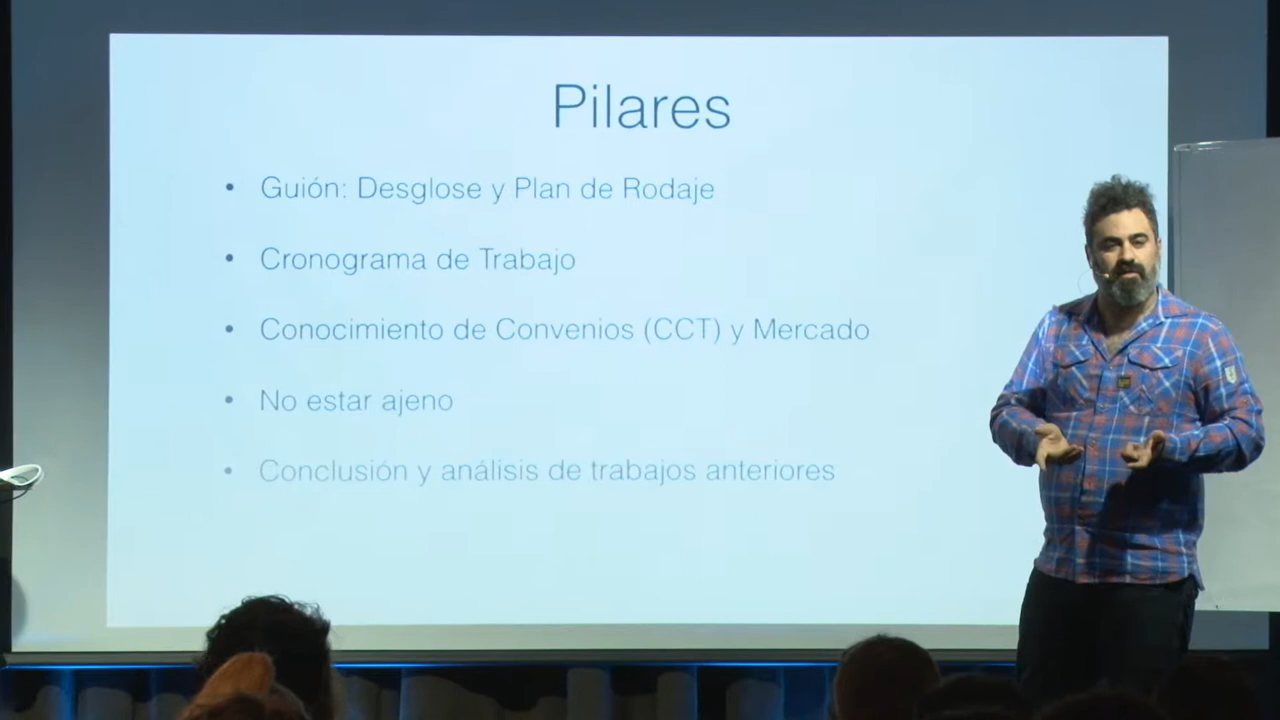 Pilares
• Guión: Desglose y Plan de Rodaje
• Cronograma de Trabajo
• Conocimiento de Convenios (CCT) y Mercado
• No estar ajeno
• Conclusión y análisis de trabajos anteriores